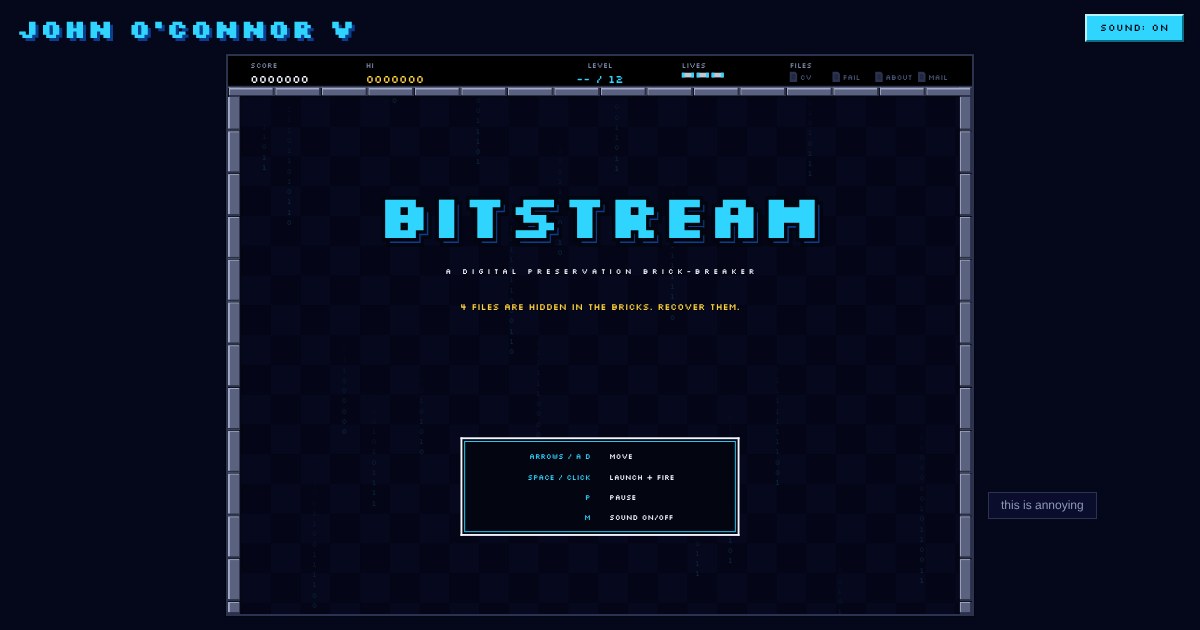 JOHN O'CONNOR V
SOUND: ON
SCORE HI LEVEL LIVES FILES
0000000 0000000 -- / 12 CV FAIL ABOUT MAIL
BITSTREAM
A DIGITAL PRESERVATION BRICK-BREAKER
4 FILES ARE HIDDEN IN THE BRICKS. RECOVER THEM.
ARROWS / A D MOVE
SPACE / CLICK LAUNCH + FIRE
P PAUSE
M SOUND ON/OFF
this is annoying